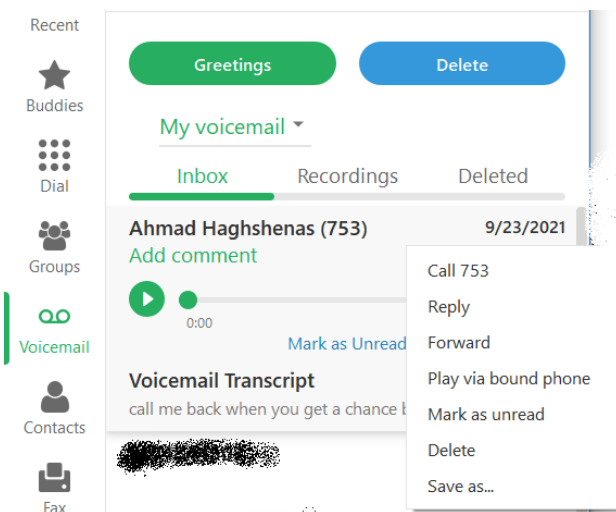 Recent
Buddies
Dial
Groups
Voicemail
Contacts
Fax
Greetings
Delete
My voicemail
Inbox Recordings Deleted
Ahmad Haghshenas (753) 9/23/2021
Add comment
0:00
Mark as Unread
Voicemail Transcript
call me back when you get a chance
Call 753
Reply
Forward
Play via bound phone
Mark as unread
Delete
Save as...